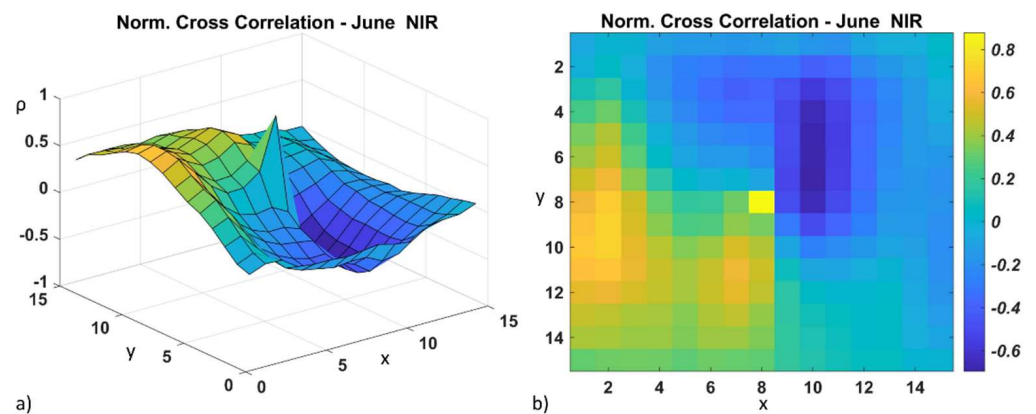 Norm. Cross Correlation - June NIR
ρ
1
0.5
0
-0.5
-1
15
10
5
0
y
0
5
10
15
x
a)
Norm. Cross Correlation - June NIR
2
4
6
8
10
12
14
y
2 4 6 8 10 12 14
x
0.8
0.6
0.4
0.2
0
-0.2
-0.4
-0.6
b)